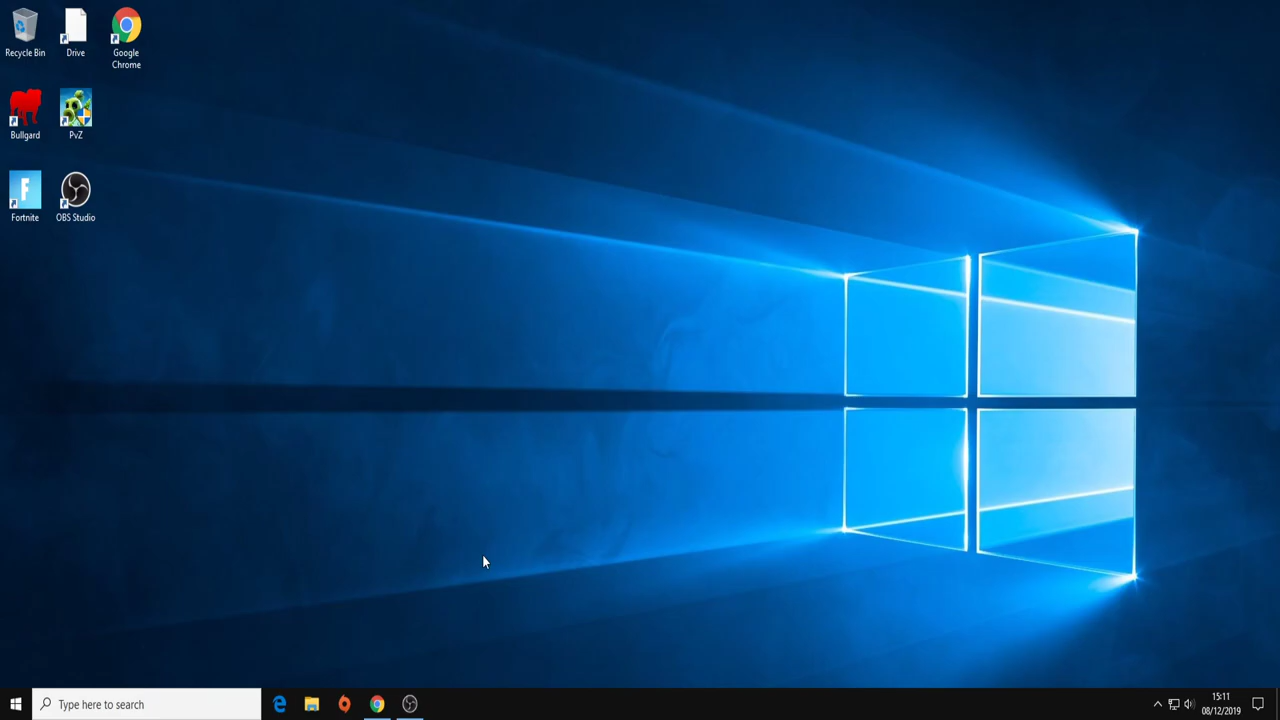 Recycle Bin
Drive
Google
Chrome
Bullgard
PvZ
Fortnite
OBS Studio
Type here to search
15:11
08/12/2019